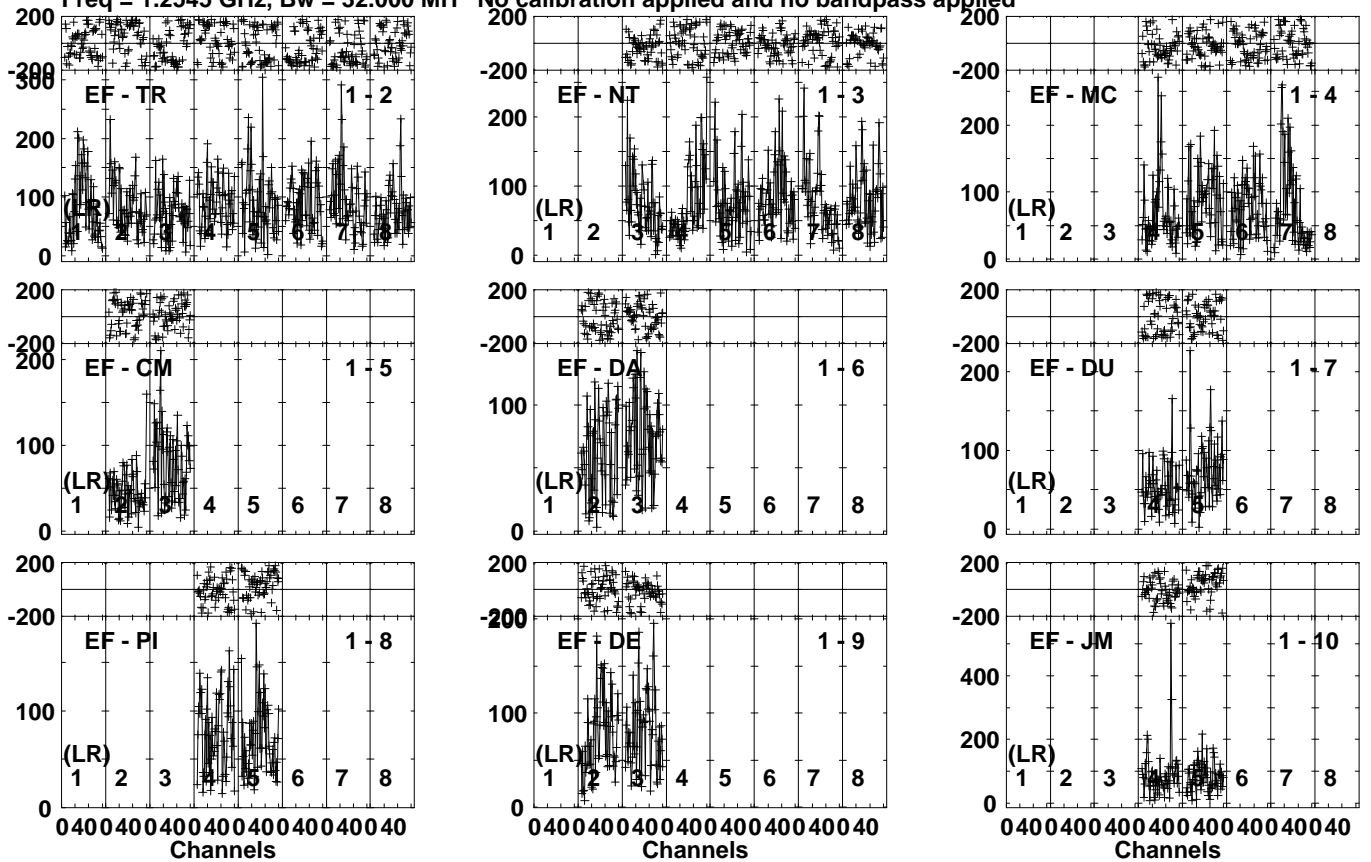 Freq = 1.2545 GHz, Bw = 32.000 MH No calibration applied and no bandpass applied
200 200 200
-200 -200 -200
300
EF - TR 1 - 2 EF - NT 1 - 3 EF - MC 1 - 4
200 200 200
100 100 100
(LR) (LR) (LR)
1 2 3 4 5 6 7 8 1 2 3 4 5 6 7 8 1 2 3 4 5 6 7 8
0 0 0
200 200 200
-200 -200 -200
EF - CM 1 - 5 EF - DA 1 - 6 EF - DU 1 - 7
200 100 200
100 100
(LR) (LR) (LR)
1 2 3 4 5 6 7 8 1 2 3 4 5 6 7 8 1 2 3 4 5 6 7 8
0 0 0
200 200 200
-200 -200 -200
200
EF - PI 1 - 8 EF - DE 1 - 9 EF - JM 1 - 10
400
100 100 200
(LR) (LR) (LR)
1 2 3 4 5 6 7 8 1 2 3 4 5 6 7 8 1 2 3 4 5 6 7 8
0 0 0
0 40 0 40 0 40 0 40 0 40 0 40 0 40 0 40 0 40 0 40 0 40 0 40 0 40 0 40 0 40 0 40 0 40 0 40 0 40 0 40 0 40 0 40 0 40 0 40
Channels Channels Channels